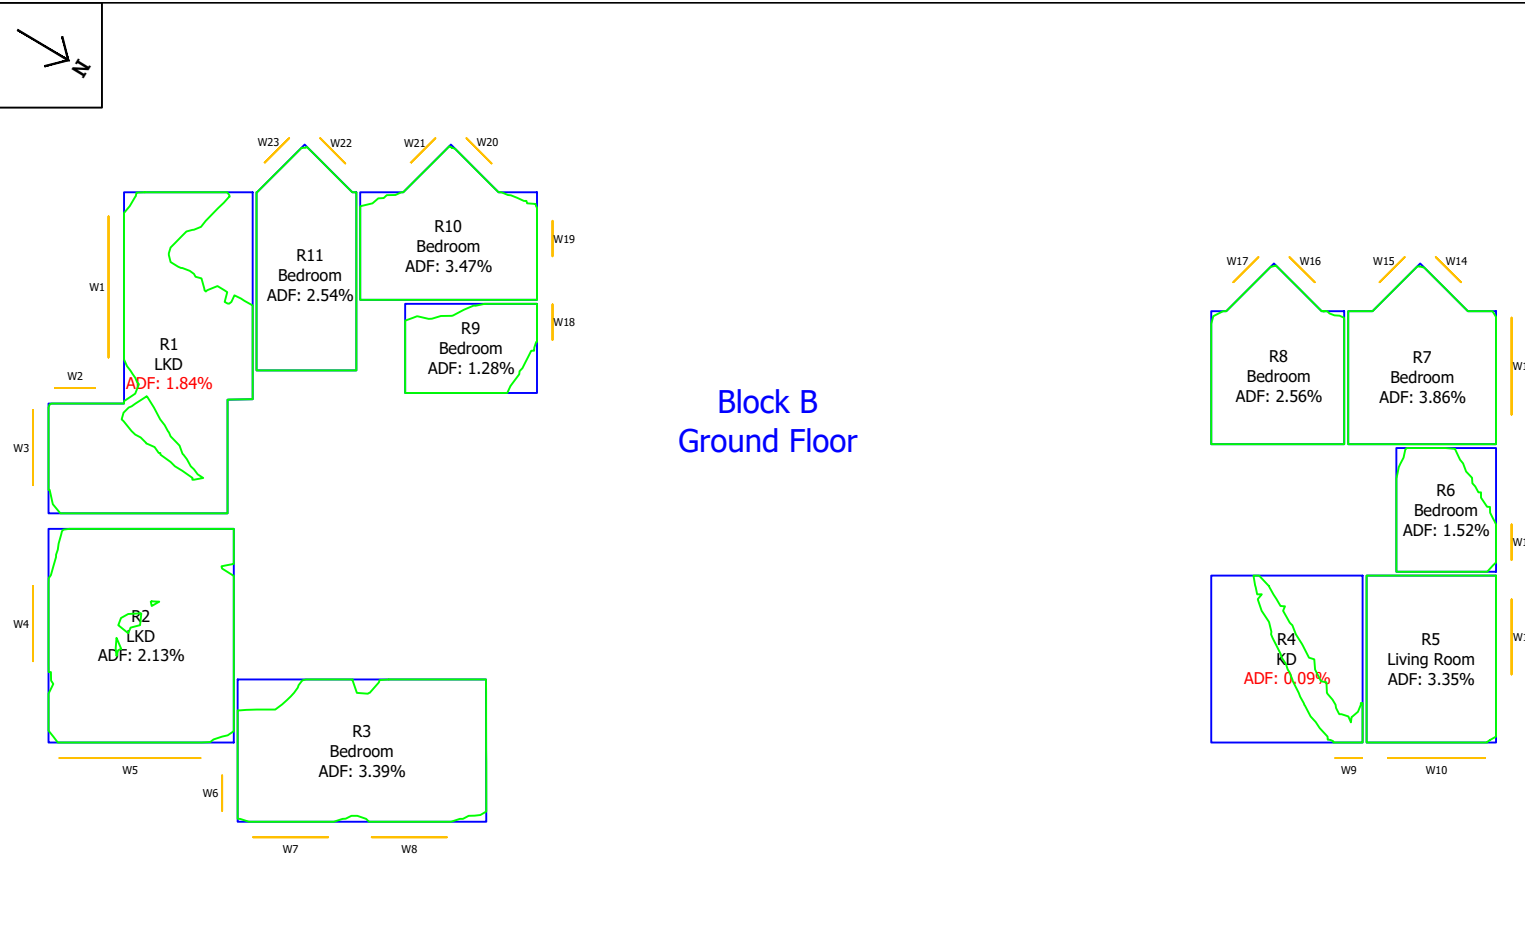 N
W23
W22
W21
W20
W19
W18
W1
W2
W3
R1
LKD
ADF: 1.84%
R11
Bedroom
ADF: 2.54%
R10
Bedroom
ADF: 3.47%
R9
Bedroom
ADF: 1.28%
Block B
Ground Floor
W17
W16
W15
W14
R8
Bedroom
ADF: 2.56%
R7
Bedroom
ADF: 3.86%
R6
Bedroom
ADF: 1.52%
W4
R2
LKD
ADF: 2.13%
W5
W6
R3
Bedroom
ADF: 3.39%
W7
W8
R4
KD
ADF: 0.09%
R5
Living Room
ADF: 3.35%
W9
W10